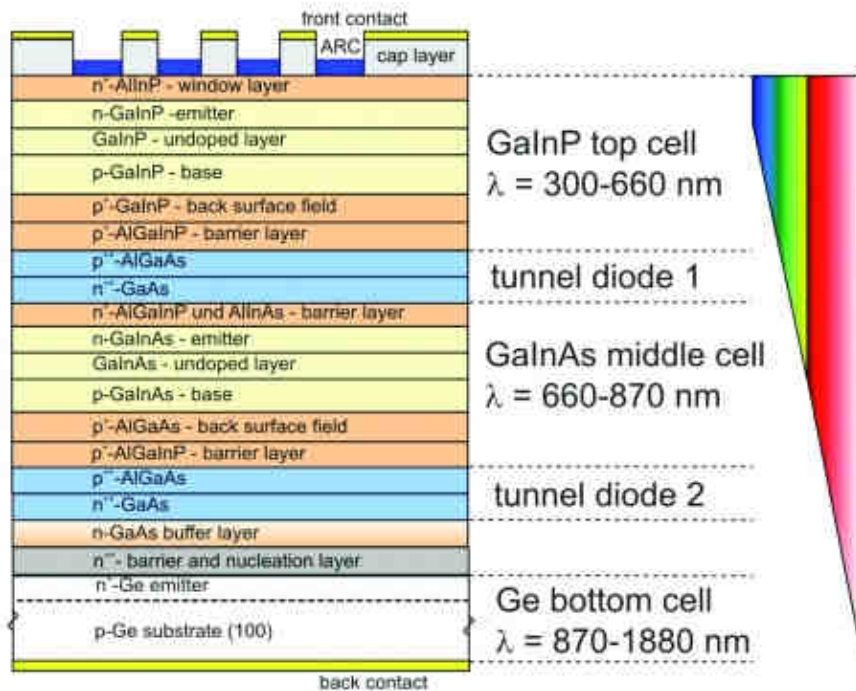 front contact
ARC
cap layer
n⁺-AlInP - window layer
n-GaInP -emitter
GaInP - undoped layer
p-GaInP - base
p⁺-GaInP - back surface field
p⁺-AlGaInP - barrier layer
p⁺⁺-AlGaAs
n⁺⁺-GaAs
n⁺-AlGaInP und AlInAs - barrier layer
n-GaInAs - emitter
GaInAs - undoped layer
p-GaInAs - base
p⁺-AlGaAs - back surface field
p⁺-AlGaInP - barrier layer
p⁺⁺-AlGaAs
n⁺⁺-GaAs
n-GaAs buffer layer
n⁺⁺- barrier and nucleation layer
n⁺-Ge emitter
p-Ge substrate (100)
back contact
GaInP top cell
λ = 300-660 nm
tunnel diode 1
GaInAs middle cell
λ = 660-870 nm
tunnel diode 2
Ge bottom cell
λ = 870-1880 nm